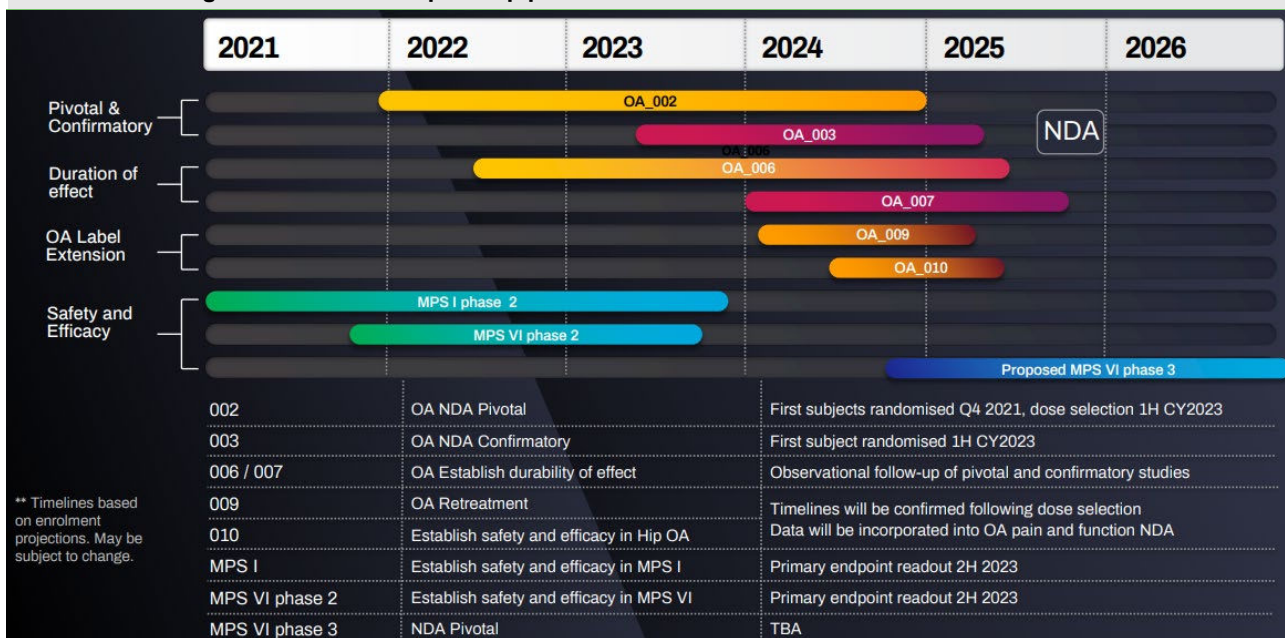 2021 2022 2023 2024 2025 2026
Pivotal &
Confirmatory
OA_002
OA_003
NDA
Duration of
effect
OA_006
OA_006
OA_007
OA Label
Extension
OA_009
OA_010
Safety and
Efficacy
MPS I phase 2
MPS VI phase 2
Proposed MPS VI phase 3
002 OA NDA Pivotal First subjects randomised Q4 2021, dose selection 1H CY2023
003 OA NDA Confirmatory First subject randomised 1H CY2023
006 / 007 OA Establish durability of effect Observational follow-up of pivotal and confirmatory studies
009 OA Retreatment Timelines will be confirmed following dose selection
010 Establish safety and efficacy in Hip OA Data will be incorporated into OA pain and function NDA
MPS I Establish safety and efficacy in MPS I Primary endpoint readout 2H 2023
MPS VI phase 2 Establish safety and efficacy in MPS VI Primary endpoint readout 2H 2023
MPS VI phase 3 NDA Pivotal TBA
** Timelines based
on enrolment
projections. May be
subject to change.